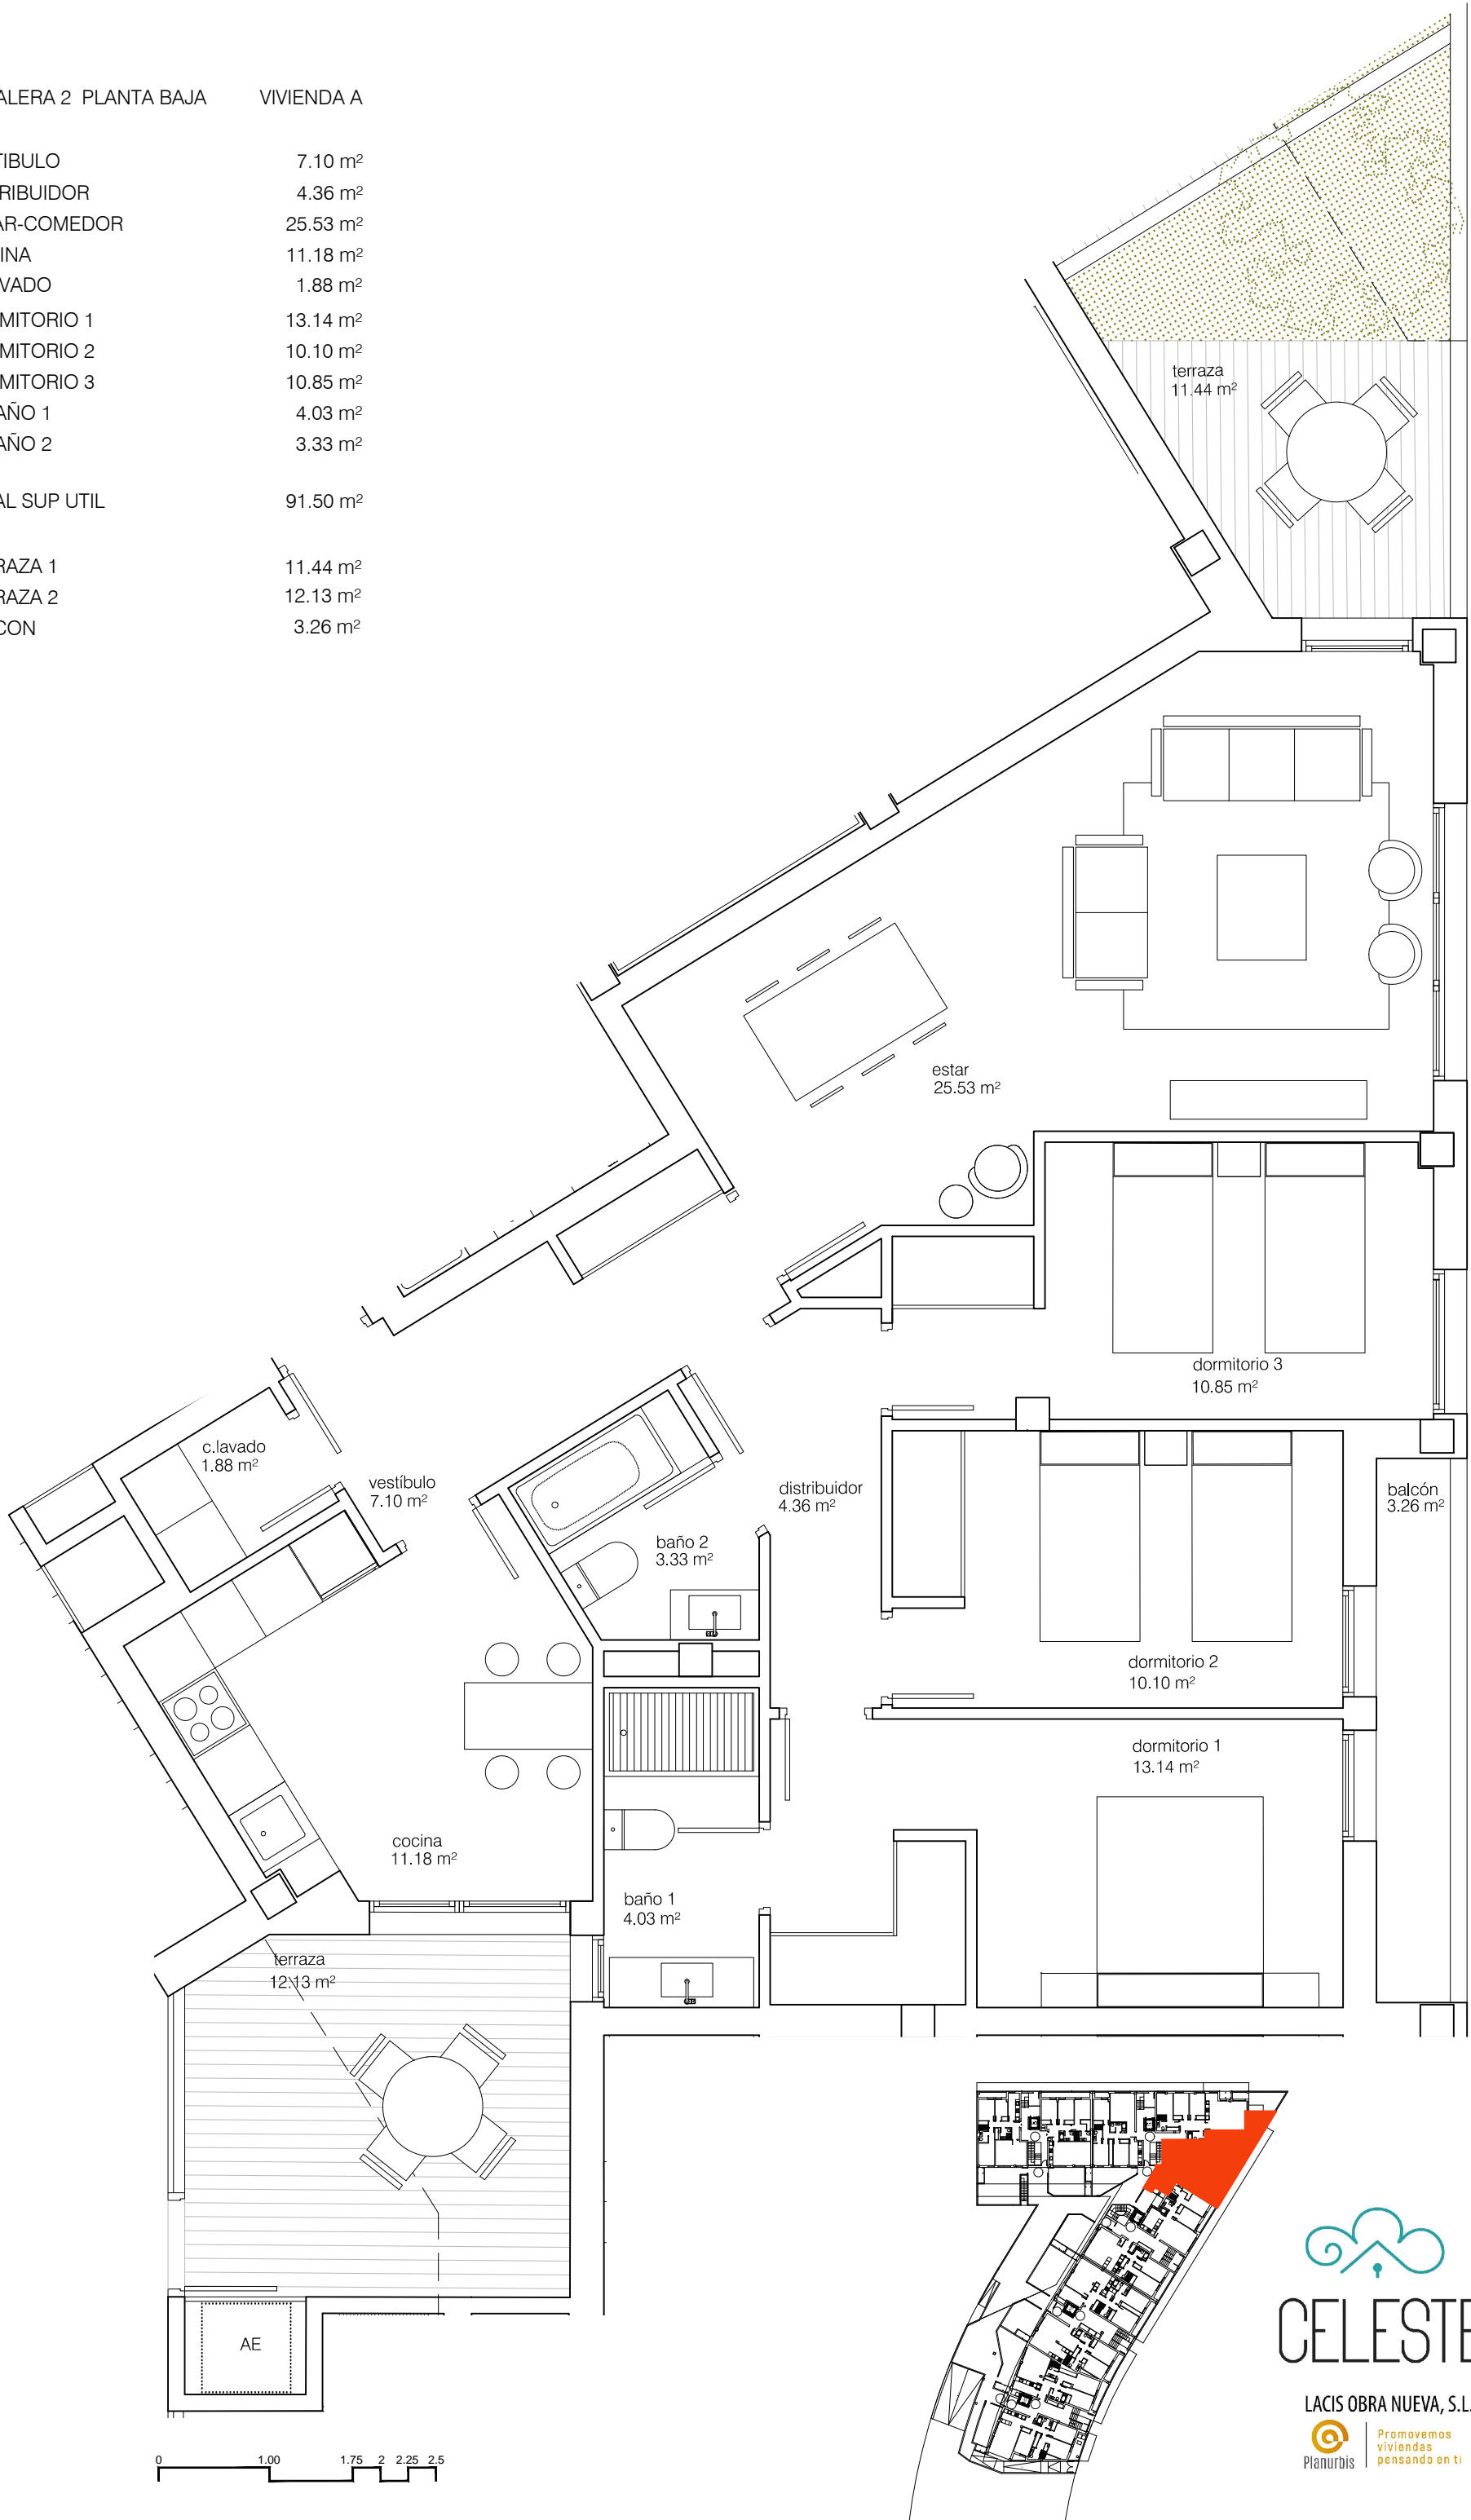 ALERA 2 PLANTA BAJA VIVIENDA A
TIBULO 7.10 m²
RIBUIDOR 4.36 m²
AR-COMEDOR 25.53 m²
INA 11.18 m²
VADO 1.88 m²
MITORIO 1 13.14 m²
MITORIO 2 10.10 m²
MITORIO 3 10.85 m²
AÑO 1 4.03 m²
AÑO 2 3.33 m²
AL SUP UTIL 91.50 m²
RAZA 1 11.44 m²
RAZA 2 12.13 m²
CON 3.26 m²
terraza
11.44 m²
estar
25.53 m²
dormitorio 3
10.85 m²
c.lavado
1.88 m²
vestíbulo
7.10 m²
distribuidor
4.36 m²
balcón
3.26 m²
baño 2
3.33 m²
dormitorio 2
10.10 m²
dormitorio 1
13.14 m²
cocina
11.18 m²
baño 1
4.03 m²
terraza
12.13 m²
AE
0 1.00 1.75 2 2.25 2.5
CELESTE
LACIS OBRA NUEVA, S.L.
Planurbis
Promovemos
viviendas
pensando en ti